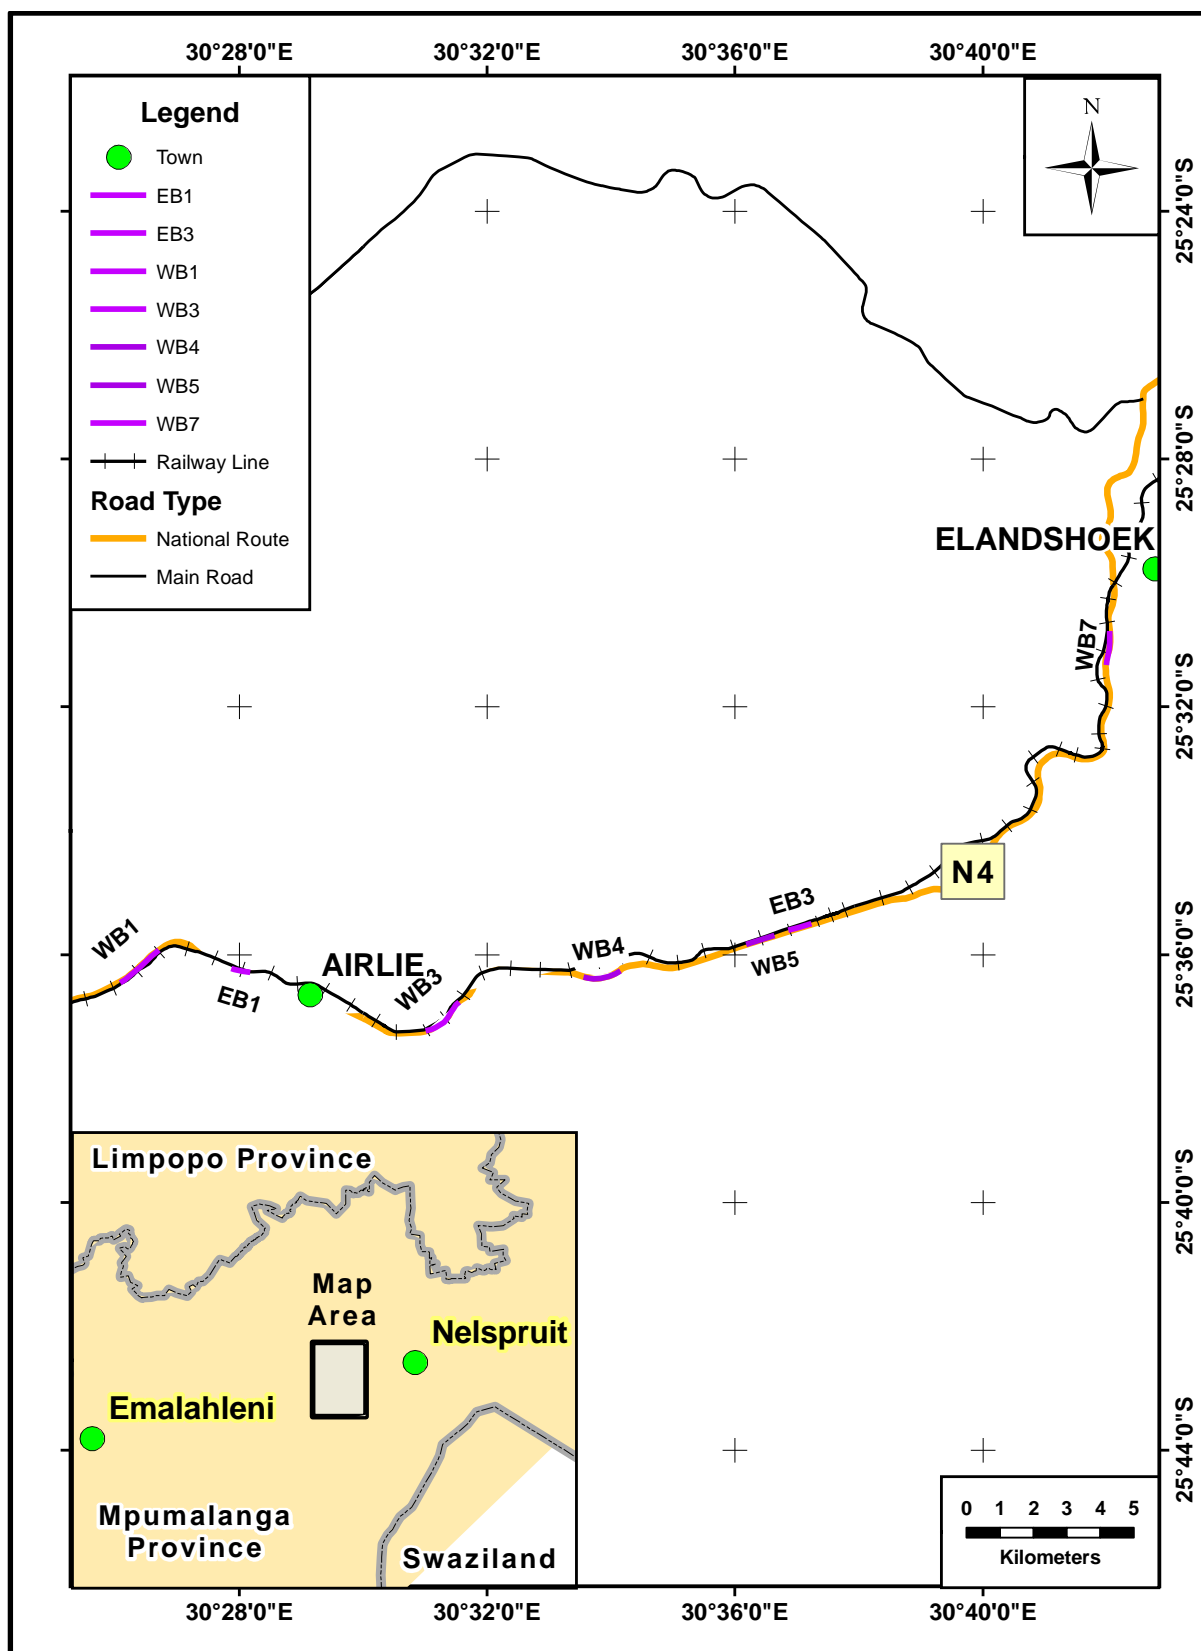 30°28'0"E
30°32'0"E
30°36'0"E
30°40'0"E
Legend
Town
EB1
EB3
WB1
WB3
WB4
WB5
WB7
Railway Line
Road Type
National Route
Main Road
N
25°24'0"S
25°28'0"S
ELANDSHOEK
WB7
25°32'0"S
N4
EB3
WB1
WB4
WB5
AIRLIE
WB3
EB1
25°36'0"S
Limpopo Province
25°40'0"S
Map
Area
Nelspruit
Emalahleni
25°44'0"S
Mpumalanga
Province
Swaziland
0 1 2 3 4 5
Kilometers
30°28'0"E
30°32'0"E
30°36'0"E
30°40'0"E